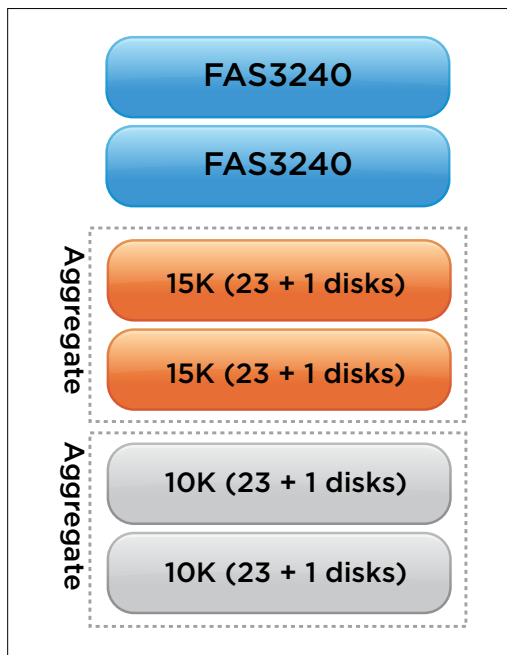 FAS3240
FAS3240
Aggregate
15K (23 + 1 disks)
15K (23 + 1 disks)
Aggregate
10K (23 + 1 disks)
10K (23 + 1 disks)